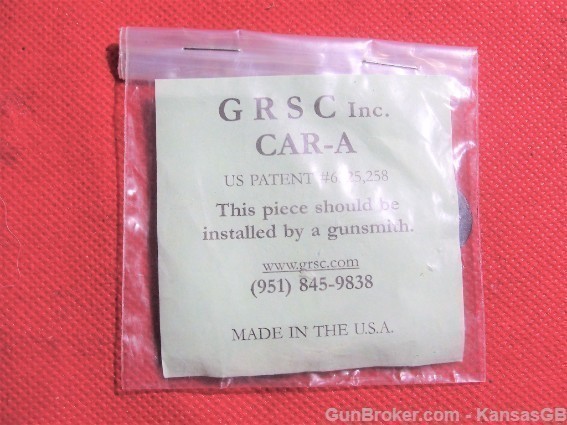 G R S C Inc.
CAR-A
US PATENT
This piece should be
installed by a gunsmith.
www.grsc.com
(951) 845-9838
MADE IN THE U.S.A.
GunBroker.com - KansasGB